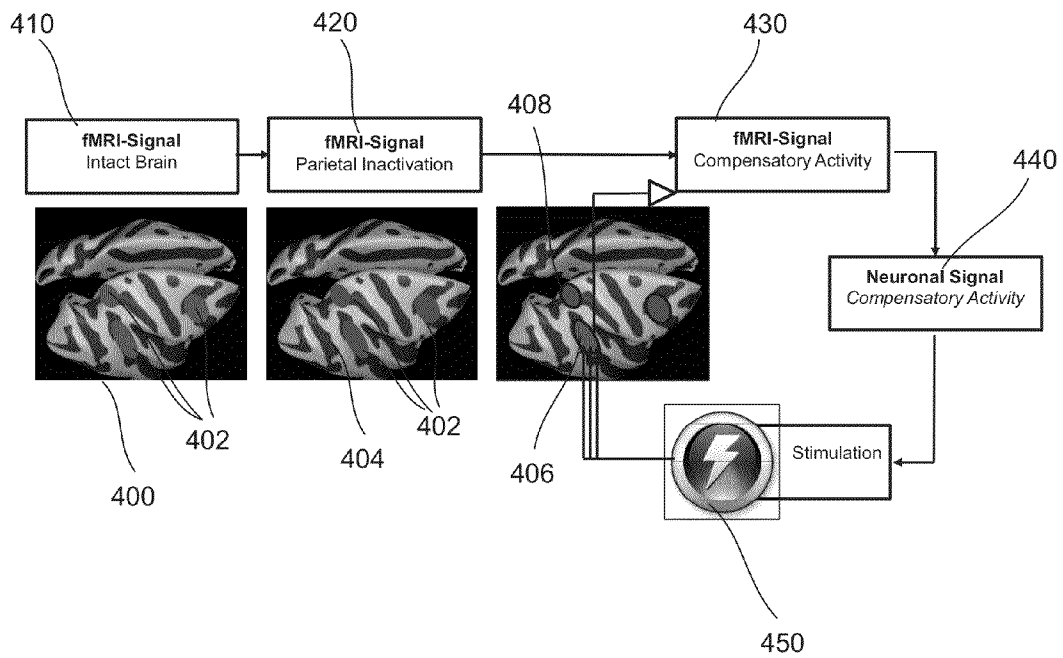 410
420
430
fMRI-Signal
Intact Brain
fMRI-Signal
Parietal Inactivation
408
fMRI-Signal
Compensatory Activity
440
Neuronal Signal
Compensatory Activity
402
404
402
406
Stimulation
400
450